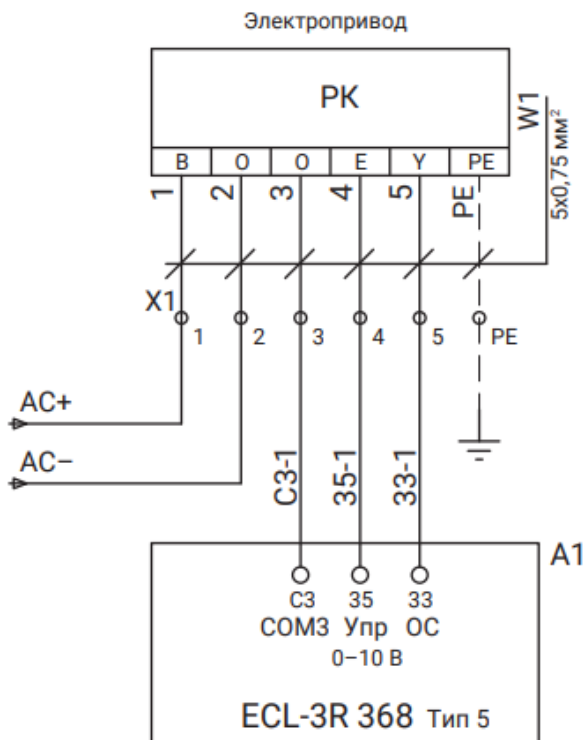 Электропривод
РК
W1
5x0,75 мм²
В О О Е Y PE
1 2 3 4 5 PE
X1
1 2 3 4 5 PE
AC+
AC−
C3-1 35-1 33-1
A1
C3 35 33
COM3 Упр ОС
0–10 В
ECL-3R 368 Тип 5